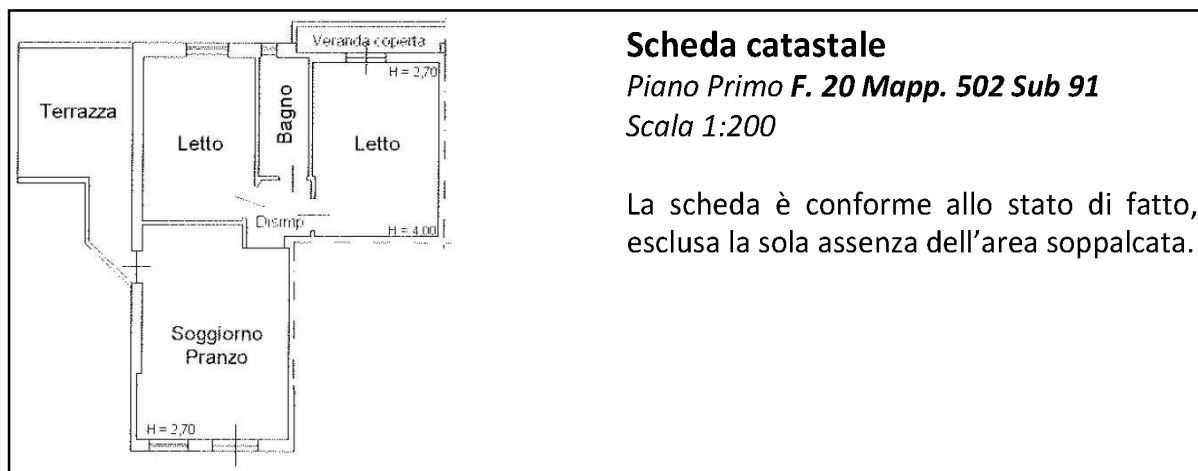 Veranda coperta
H = 2,70
Terrazza
Letto
Bagno
Letto
Disimp
H = 4,00
Soggiorno
Pranzo
H = 2,70
Scheda catastale
Piano Primo F. 20 Mapp. 502 Sub 91
Scala 1:200
La scheda è conforme allo stato di fatto,
esclusa la sola assenza dell’area soppalcata.